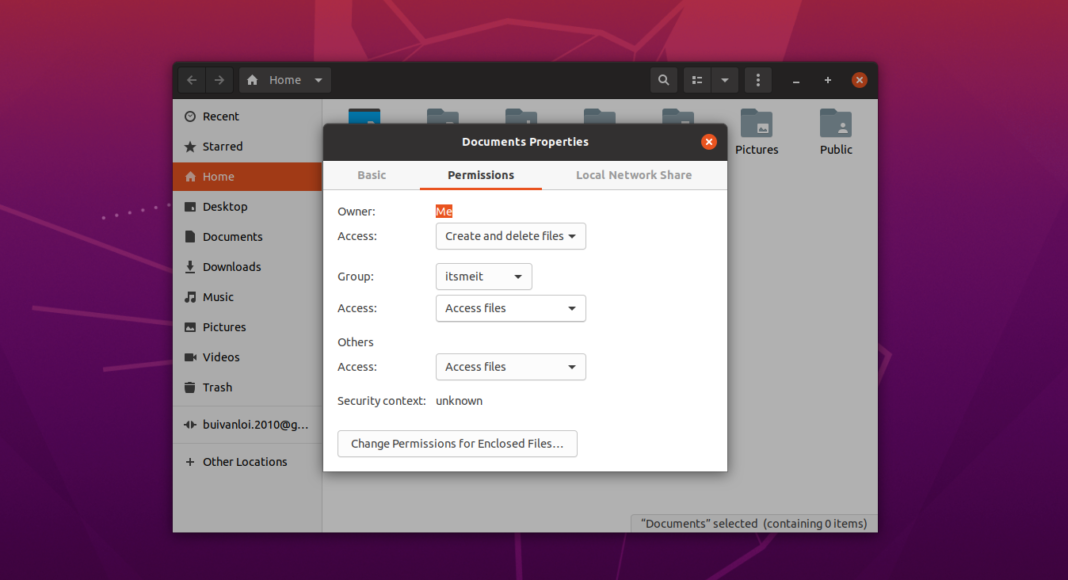 Home
Recent
Starred
Home
Desktop
Documents
Downloads
Music
Pictures
Videos
Trash
buivanloi.2010@g...
Other Locations
Pictures
Public
Documents Properties
Basic Permissions Local Network Share
Owner: Me
Access: Create and delete files
Group: itsmeit
Access: Access files
Others
Access: Access files
Security context: unknown
Change Permissions for Enclosed Files...
"Documents" selected (containing 0 items)